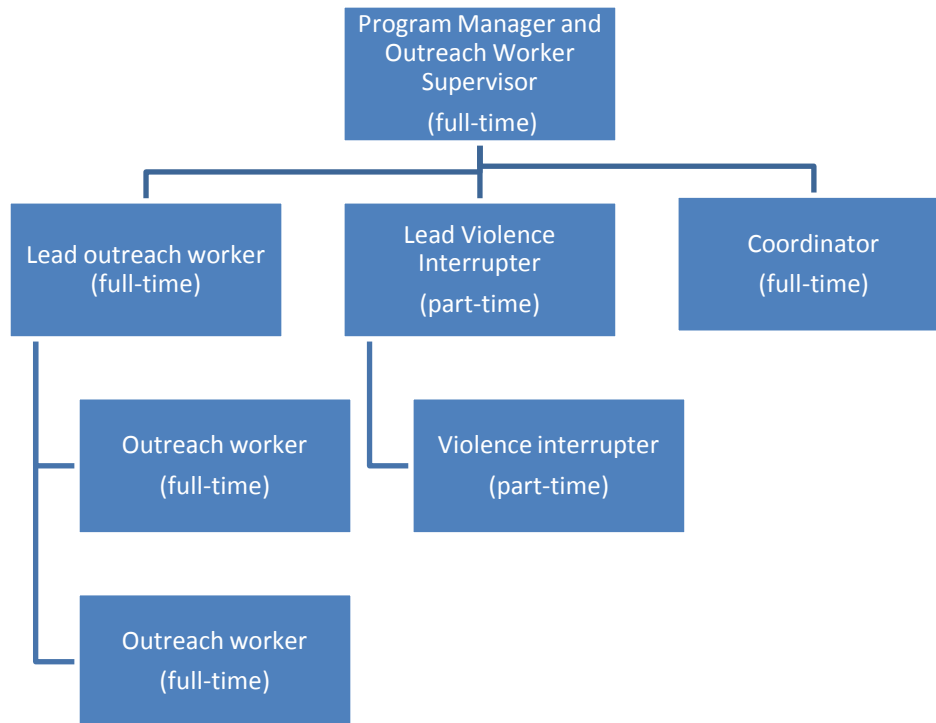 Program Manager and
Outreach Worker
Supervisor
(full-time)
Lead outreach worker
(full-time)
Lead Violence
Interrupter
(part-time)
Coordinator
(full-time)
Outreach worker
(full-time)
Violence interrupter
(part-time)
Outreach worker
(full-time)